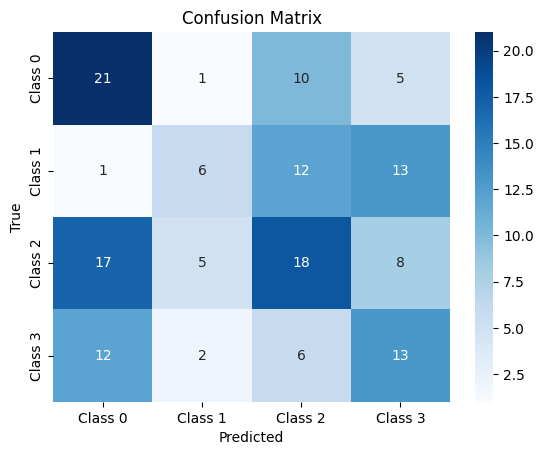 Confusion Matrix
Class 0
21 1 10 5
Class 1
1 6 12 13
Class 2
17 5 18 8
Class 3
12 2 6 13
Class 0 Class 1 Class 2 Class 3
Predicted
True
20.0
17.5
15.0
12.5
10.0
7.5
5.0
2.5